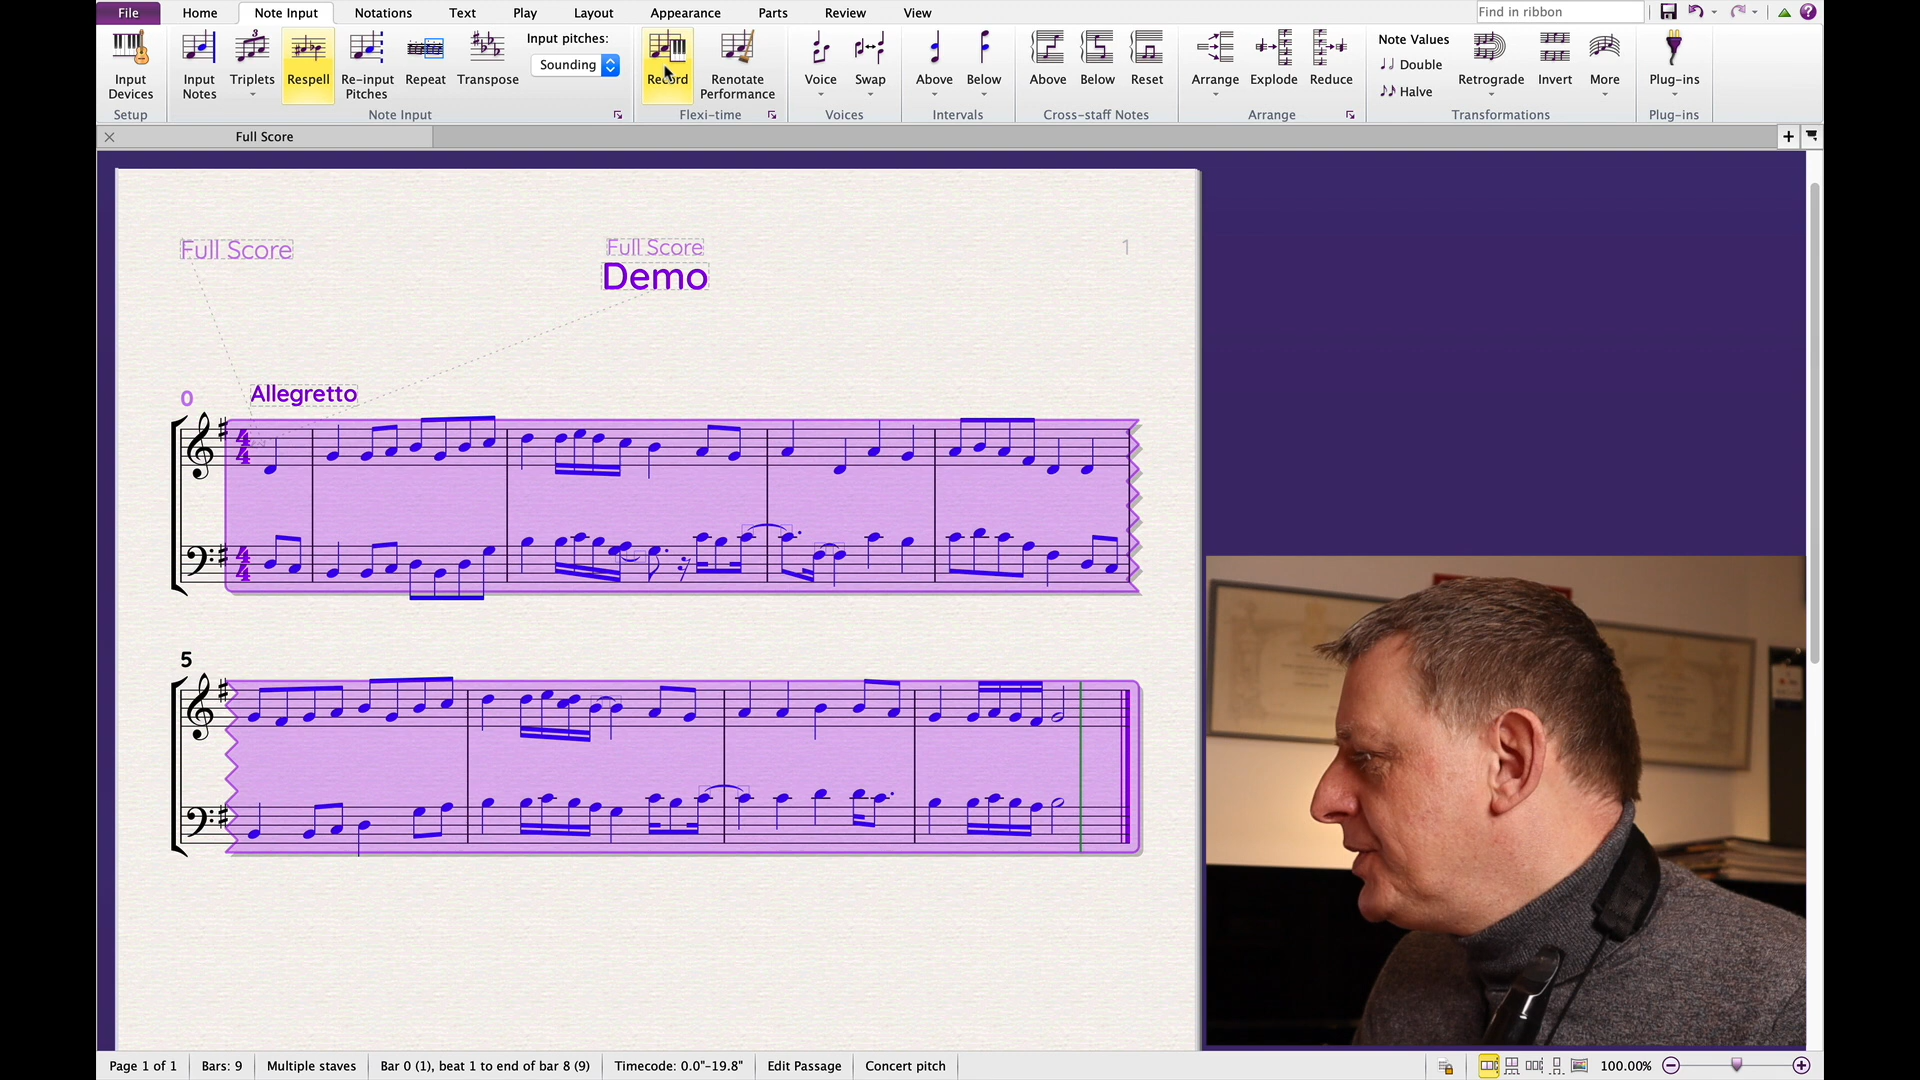 File Home Note Input Notations Text Play Layout Appearance Parts Review View Find in ribbon
Input pitches:
Sounding
Note Values
Double
Halve
Input Devices
Input Notes
Triplets
Respell
Re-input Pitches
Repeat
Transpose
Record
Renotate Performance
Voice
Swap
Above
Below
Above
Below
Reset
Arrange
Explode
Reduce
Retrograde
Invert
More
Plug-ins
Setup Note Input Flexi-time Voices Intervals Cross-staff Notes Arrange Transformations Plug-ins
Full Score
Full Score
Full Score
1
Demo
0
Allegretto
5
Page 1 of 1 Bars: 9 Multiple staves Bar 0 (1), beat 1 to end of bar 8 (9) Timecode: 0.0"-19.8" Edit Passage Concert pitch 100.00%